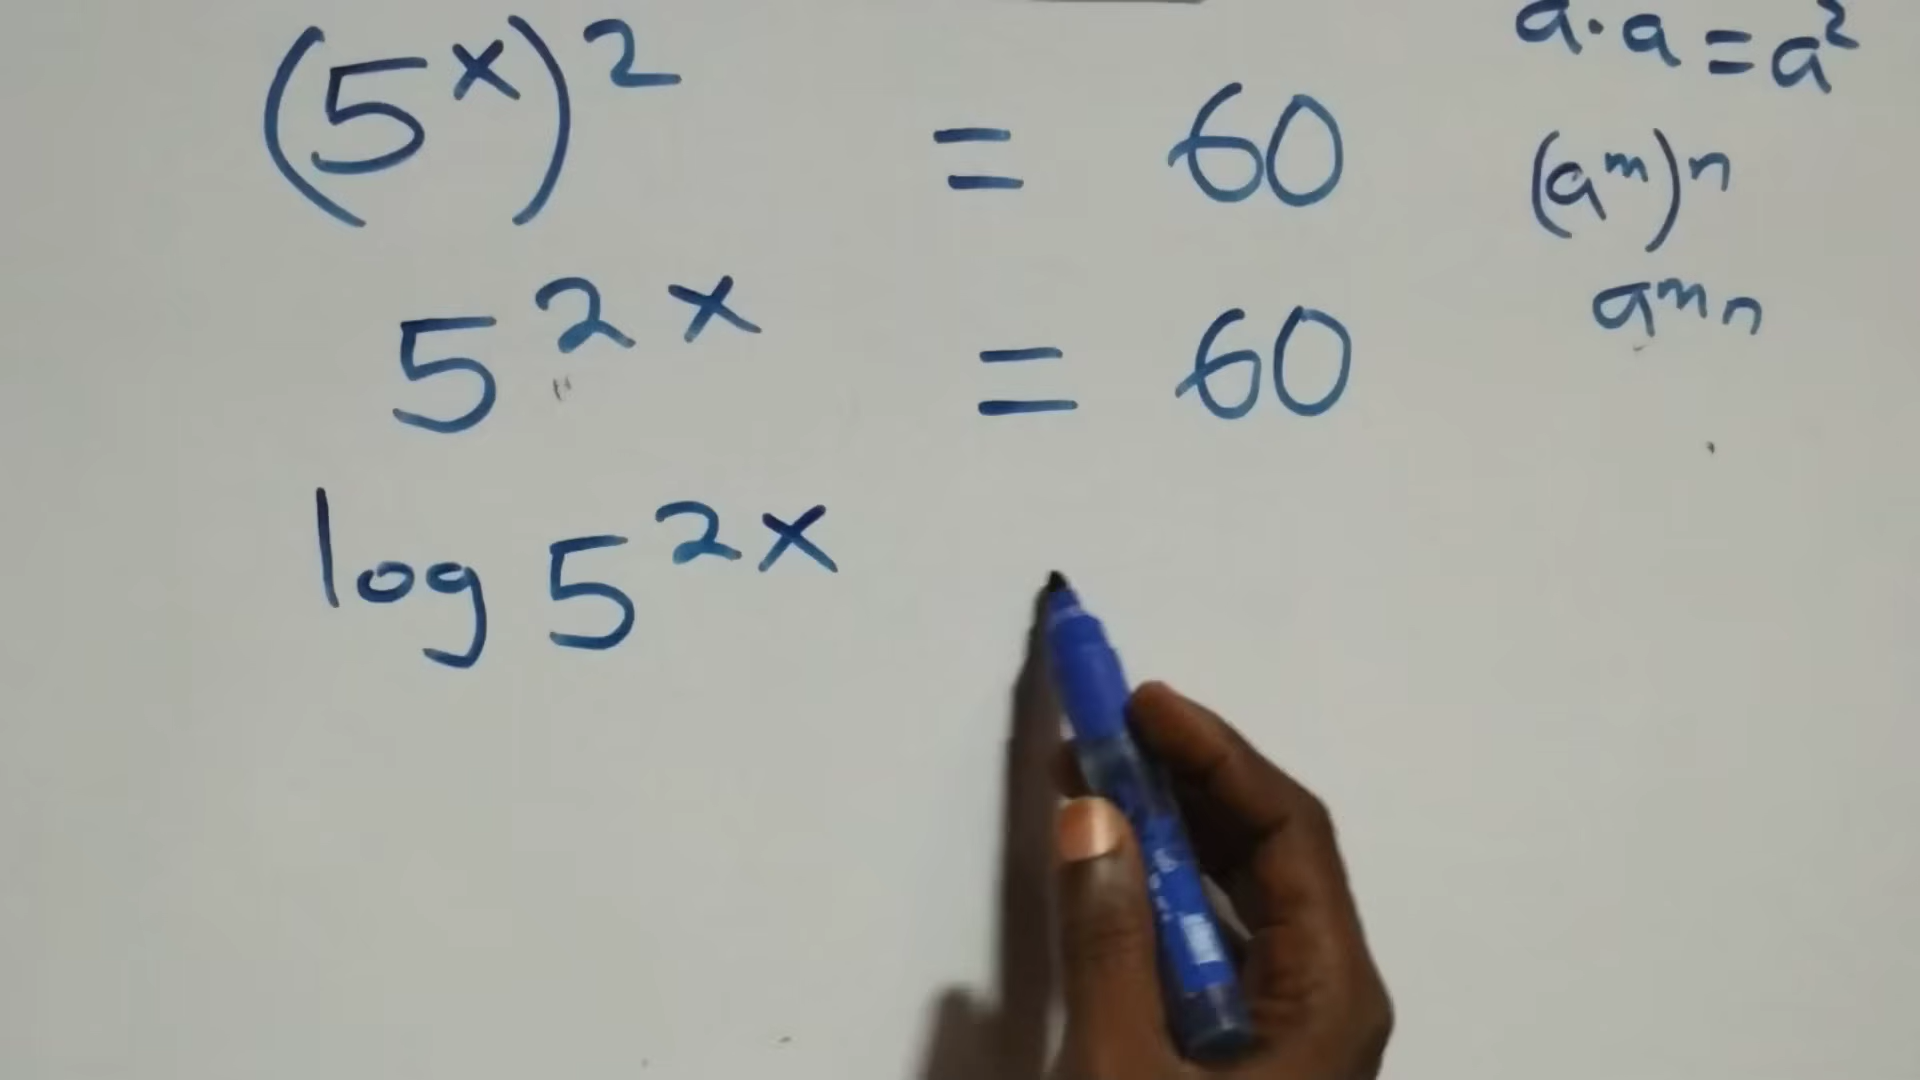 (5^x)^2 = 60
5^2x = 60
log 5^2x
a·a = a^2
(a^m)^n
a^mn